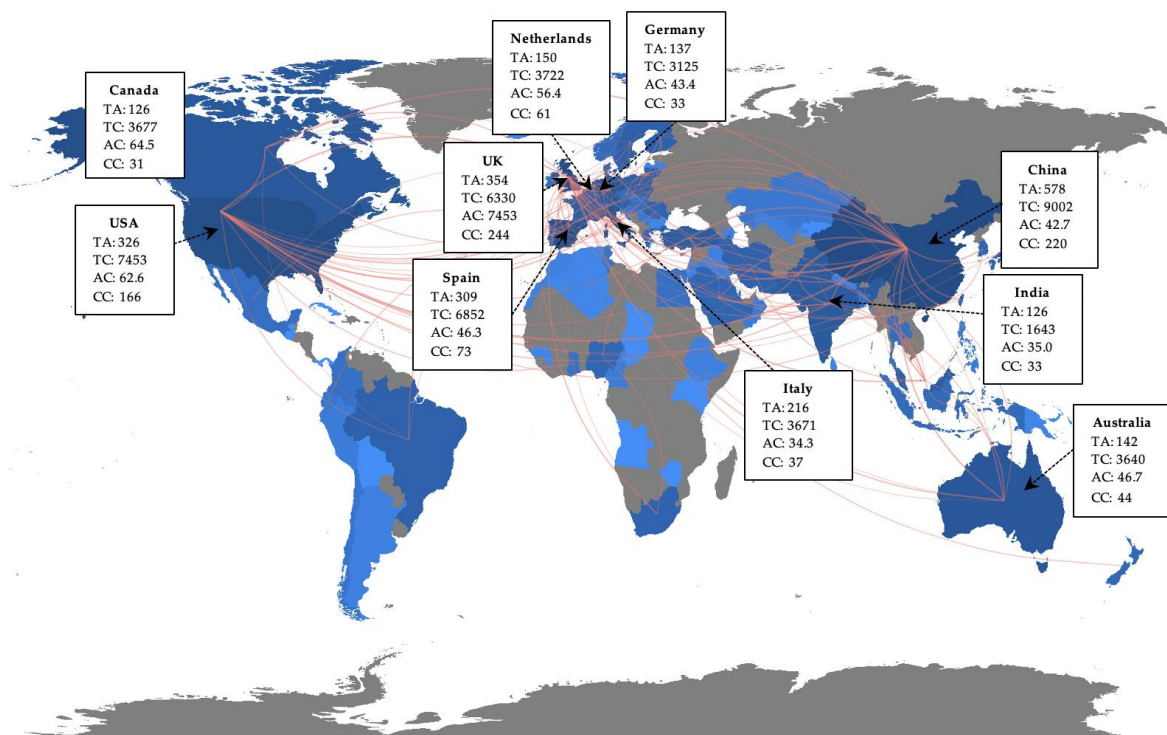 Netherlands
TA: 150
TC: 3722
AC: 56.4
CC: 61
Germany
TA: 137
TC: 3125
AC: 43.4
CC: 33
Canada
TA: 126
TC: 3677
AC: 64.5
CC: 31
UK
TA: 354
TC: 6330
AC: 7453
CC: 244
China
TA: 578
TC: 9002
AC: 42.7
CC: 220
USA
TA: 326
TC: 7453
AC: 62.6
CC: 166
Spain
TA: 309
TC: 6852
AC: 46.3
CC: 73
India
TA: 126
TC: 1643
AC: 35.0
CC: 33
Italy
TA: 216
TC: 3671
AC: 34.3
CC: 37
Australia
TA: 142
TC: 3640
AC: 46.7
CC: 44